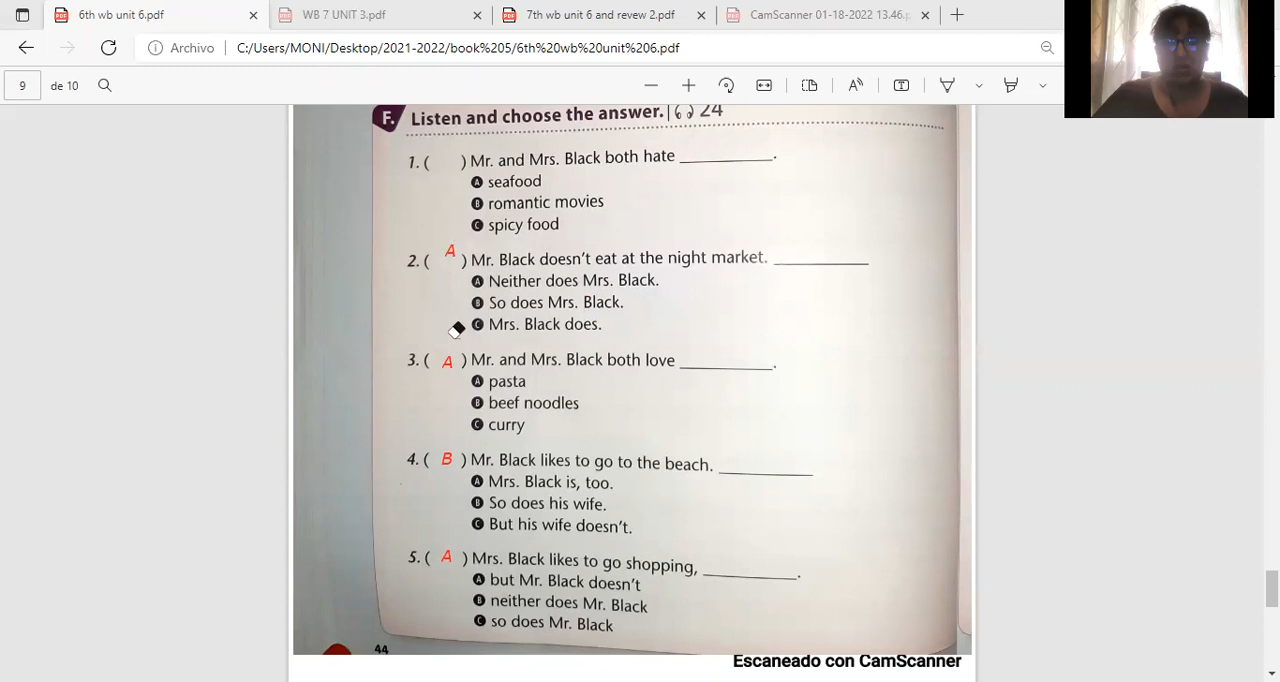 6th wb unit 6.pdf
WB 7 UNIT 3.pdf
7th wb unit 6 and revew 2.pdf
CamScanner 01-18-2022 13.46.p
Archivo
C:/Users/MONI/Desktop/2021-2022/book%205/6th%20wb%20unit%206.pdf
9 de 10
F. Listen and choose the answer. 24
1. ( ) Mr. and Mrs. Black both hate __________.
A seafood
B romantic movies
C spicy food
2. ( A ) Mr. Black doesn't eat at the night market. __________
A Neither does Mrs. Black.
B So does Mrs. Black.
C Mrs. Black does.
3. ( A ) Mr. and Mrs. Black both love __________.
A pasta
B beef noodles
C curry
4. ( B ) Mr. Black likes to go to the beach. __________
A Mrs. Black is, too.
B So does his wife.
C But his wife doesn't.
5. ( A ) Mrs. Black likes to go shopping, __________.
A but Mr. Black doesn't
B neither does Mr. Black
C so does Mr. Black
44
Escaneado con CamScanner